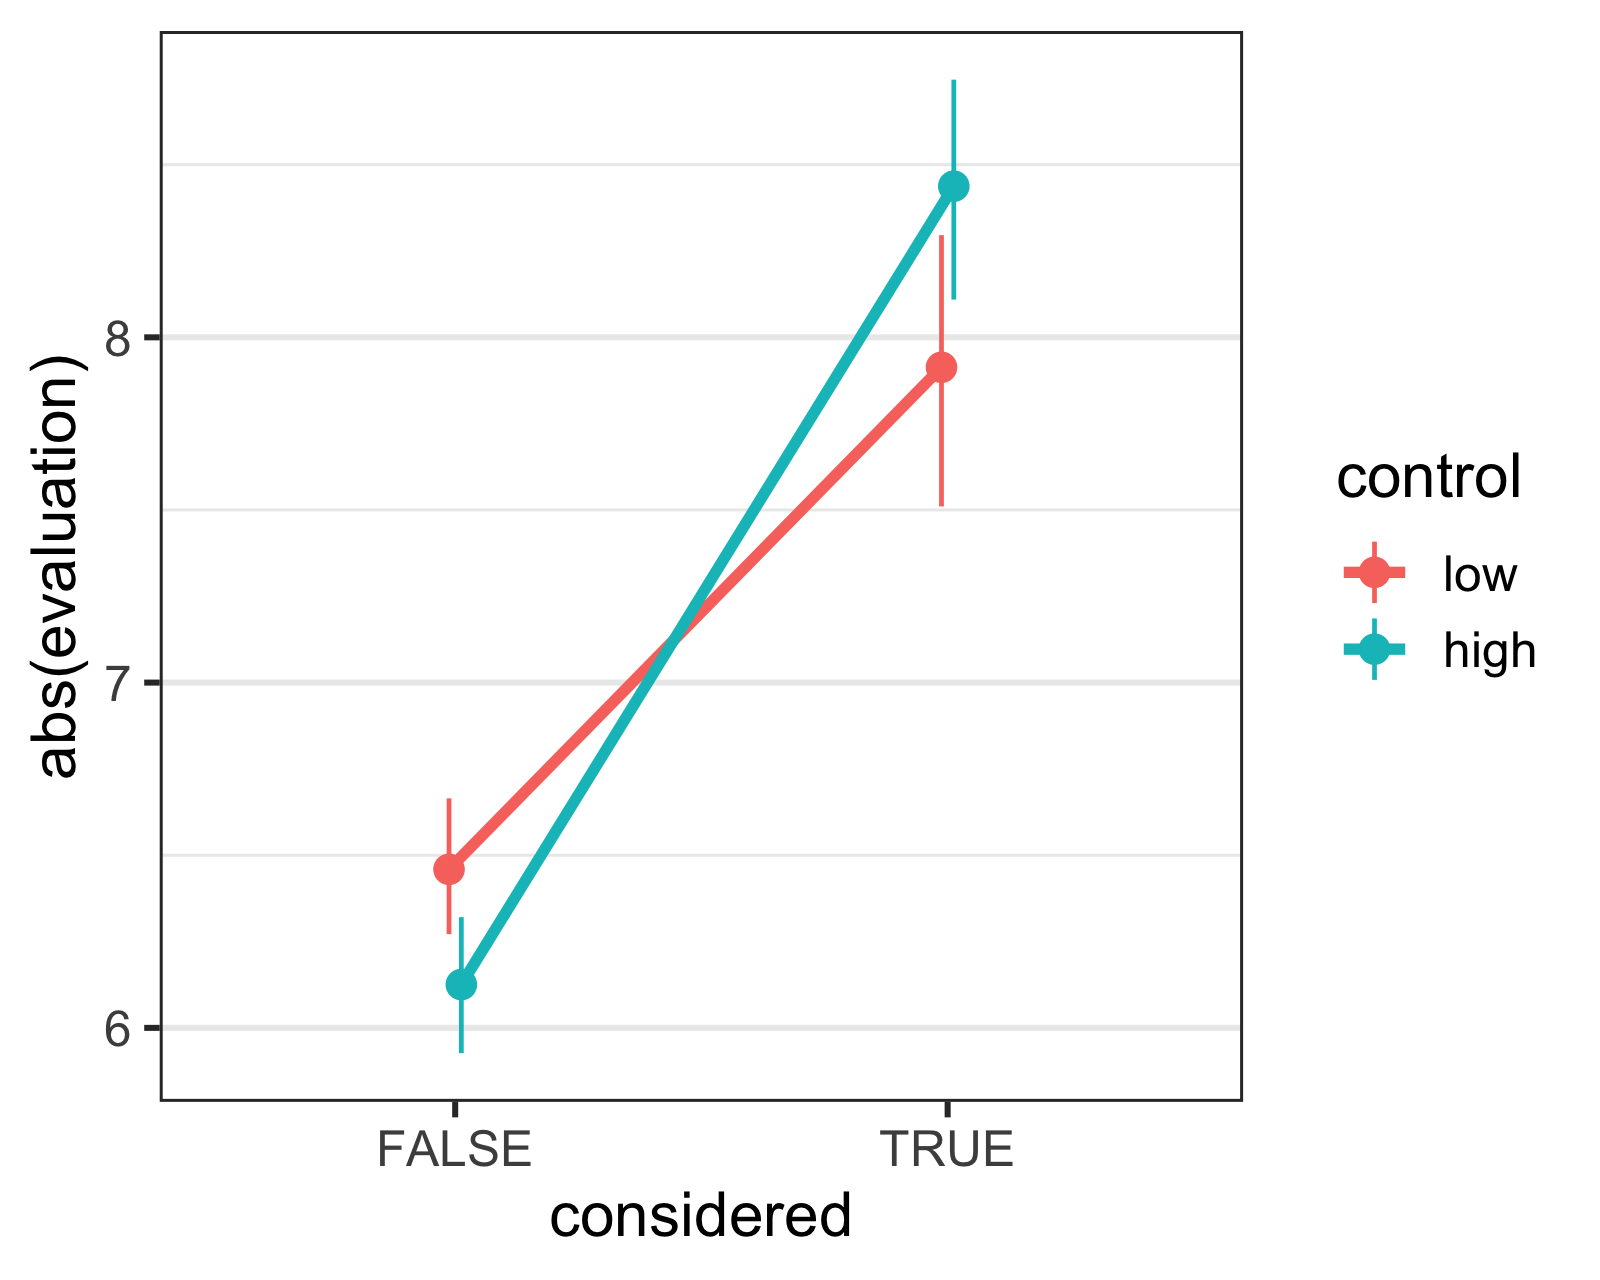 abs(evaluation)
8
7
6
FALSE
TRUE
considered
control
low
high